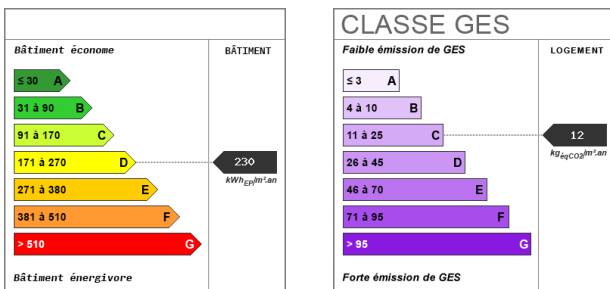 Bâtiment économe
BÂTIMENT
≤ 30 A
31 à 90 B
91 à 170 C
171 à 270 D
230
kWhEP/m².an
271 à 380 E
381 à 510 F
> 510 G
Bâtiment énergivore
CLASSE GES
Faible émission de GES
LOGEMENT
≤ 3 A
4 à 10 B
11 à 25 C
12
kgéqCO2/m².an
26 à 45 D
46 à 70 E
71 à 95 F
> 95 G
Forte émission de GES